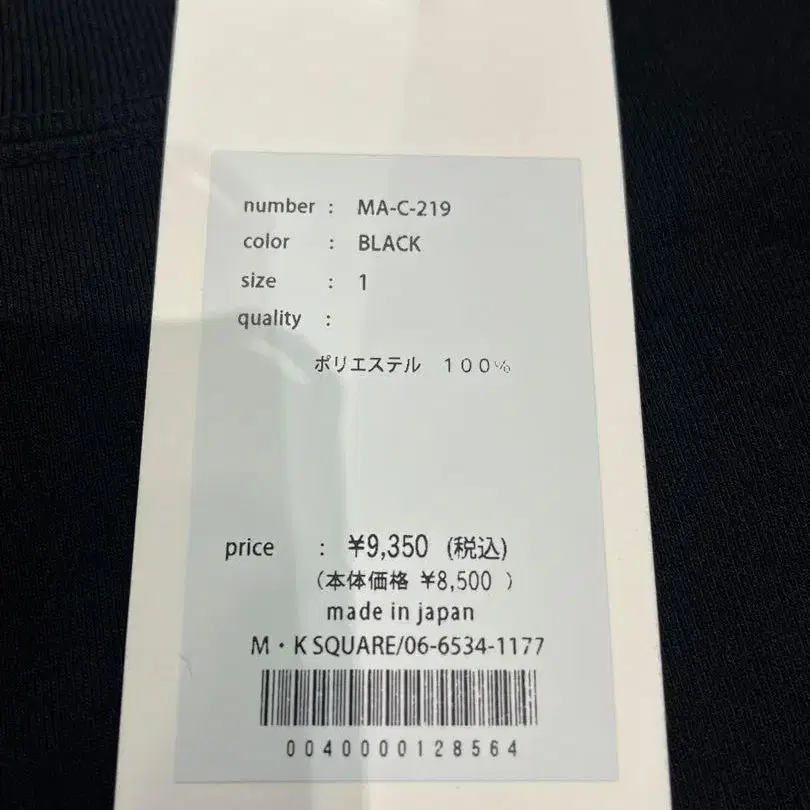 number : MA-C-219
color : BLACK
size : 1
quality :
ポリエステル 100%
price : ¥9,350 (税込)
(本体価格 ¥8,500 )
made in japan
M・K SQUARE/06-6534-1177
0040000128564